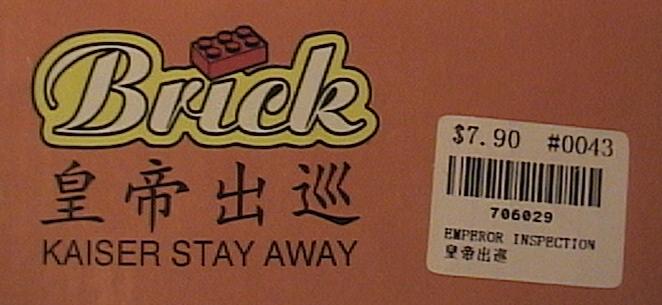 Brick
皇帝出巡
KAISER STAY AWAY
$7.90 #0043
706029
EMPEROR INSPECTION
皇帝出巡